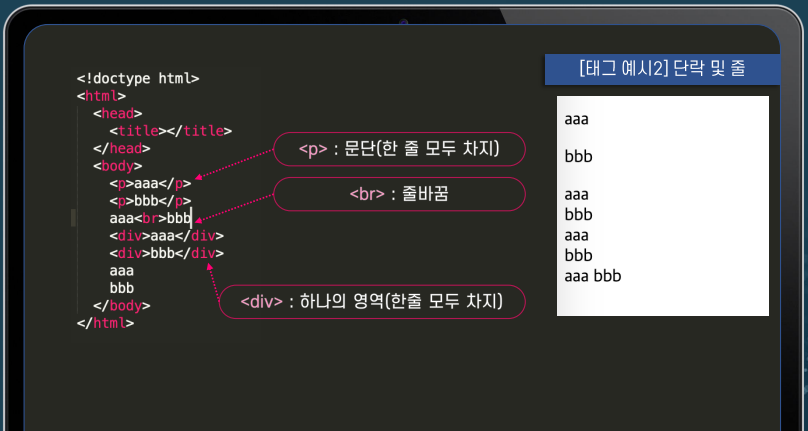 [태그 예시2] 단락 및 줄
<!doctype html>
<html>
<head>
<title></title>
</head>
<body>
<p>aaa</p>
<p>bbb</p>
aaa<br>bbb
<div>aaa</div>
<div>bbb</div>
aaa
bbb
</body>
</html>
<p> : 문단(한 줄 모두 차지)
<br> : 줄바꿈
<div> : 하나의 영역(한줄 모두 차지)
aaa
bbb
aaa
bbb
aaa
bbb
aaa bbb